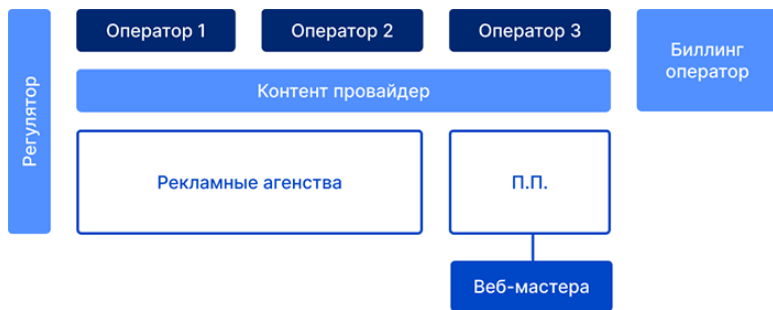 Регулятор
Оператор 1
Оператор 2
Оператор 3
Биллинг
оператор
Контент провайдер
Рекламные агенства
П.П.
Веб-мастера